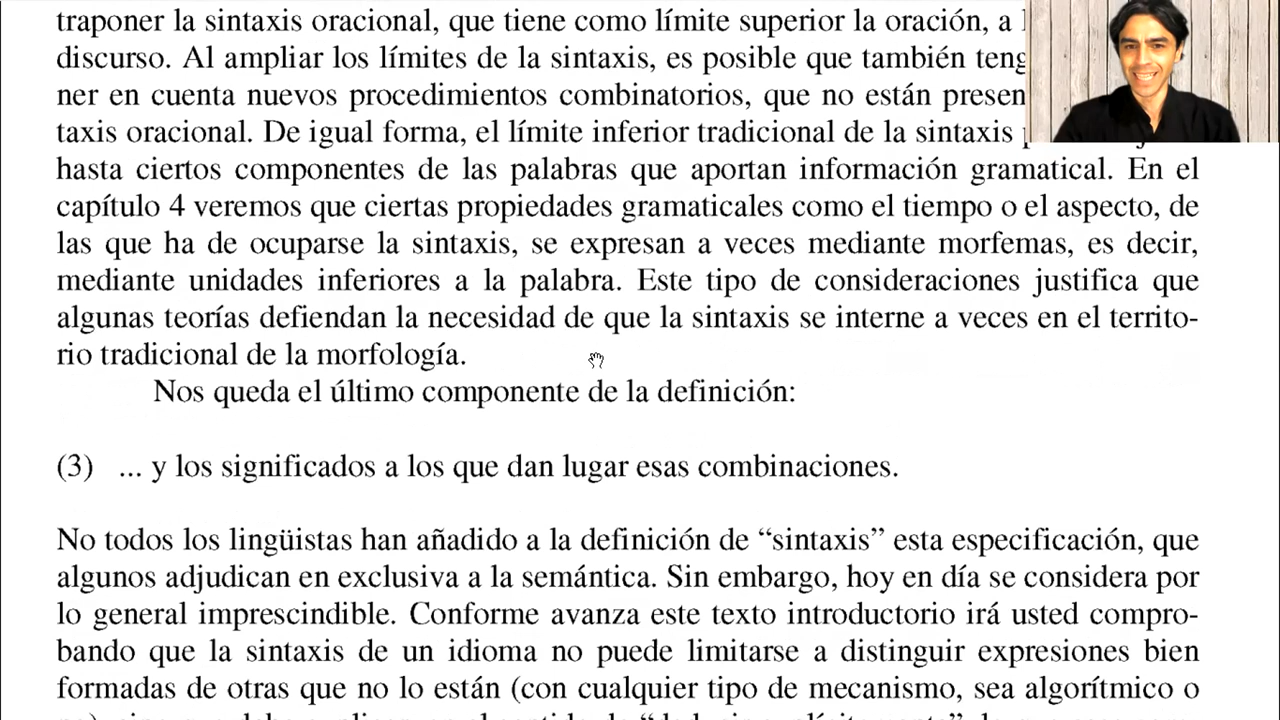 traponer la sintaxis oracional, que tiene como límite superior la oración, a
discurso. Al ampliar los límites de la sintaxis, es posible que también teng
ner en cuenta nuevos procedimientos combinatorios, que no están presen
taxis oracional. De igual forma, el límite inferior tradicional de la sintaxis
hasta ciertos componentes de las palabras que aportan información gramatical. En el
capítulo 4 veremos que ciertas propiedades gramaticales como el tiempo o el aspecto, de
las que ha de ocuparse la sintaxis, se expresan a veces mediante morfemas, es decir,
mediante unidades inferiores a la palabra. Este tipo de consideraciones justifica que
algunas teorías defiendan la necesidad de que la sintaxis se interne a veces en el territo-
rio tradicional de la morfología.
Nos queda el último componente de la definición:
(3) ... y los significados a los que dan lugar esas combinaciones.
No todos los lingüistas han añadido a la definición de “sintaxis” esta especificación, que
algunos adjudican en exclusiva a la semántica. Sin embargo, hoy en día se considera por
lo general imprescindible. Conforme avanza este texto introductorio irá usted compro-
bando que la sintaxis de un idioma no puede limitarse a distinguir expresiones bien
formadas de otras que no lo están (con cualquier tipo de mecanismo, sea algorítmico o